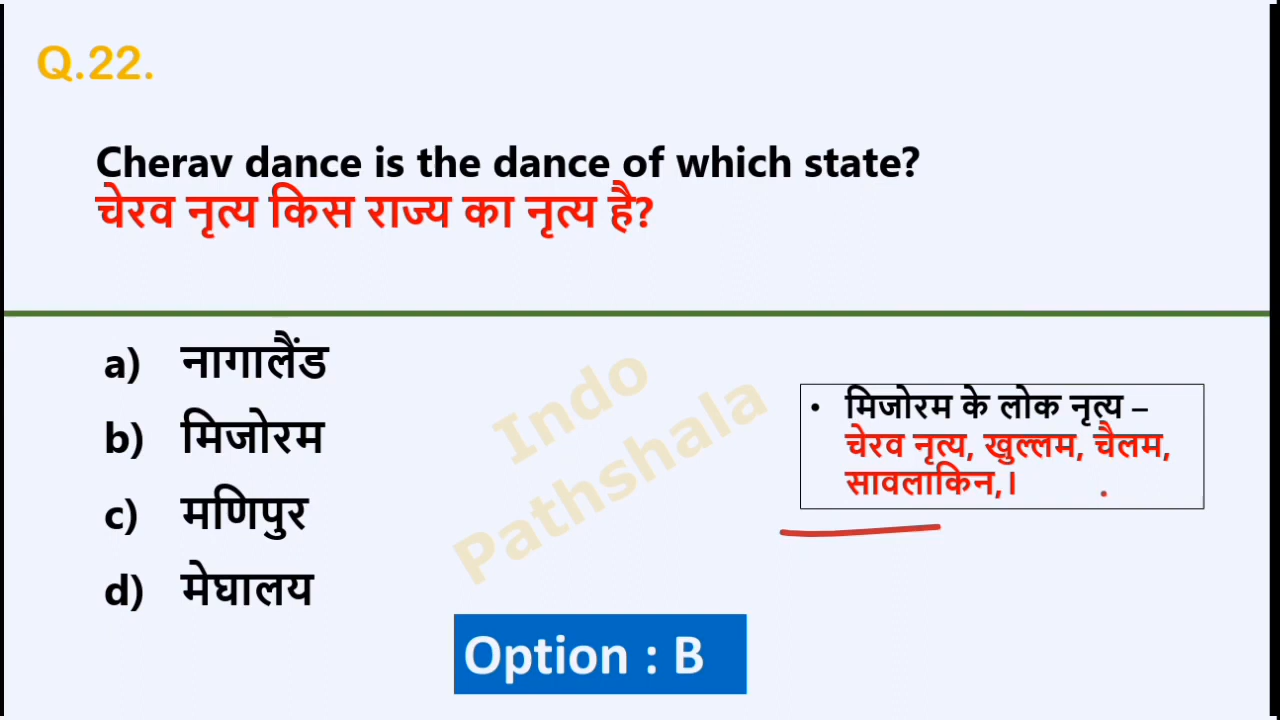 Q.22.
Cherav dance is the dance of which state?
चेरव नृत्य किस राज्य का नृत्य है?
a) नागालैंड
b) मिजोरम
c) मणिपुर
d) मेघालय
• मिजोरम के लोक नृत्य –
चेरव नृत्य, खुल्लम, चैलम,
सावलाकिन,।
Indo
Pathshala
Option : B